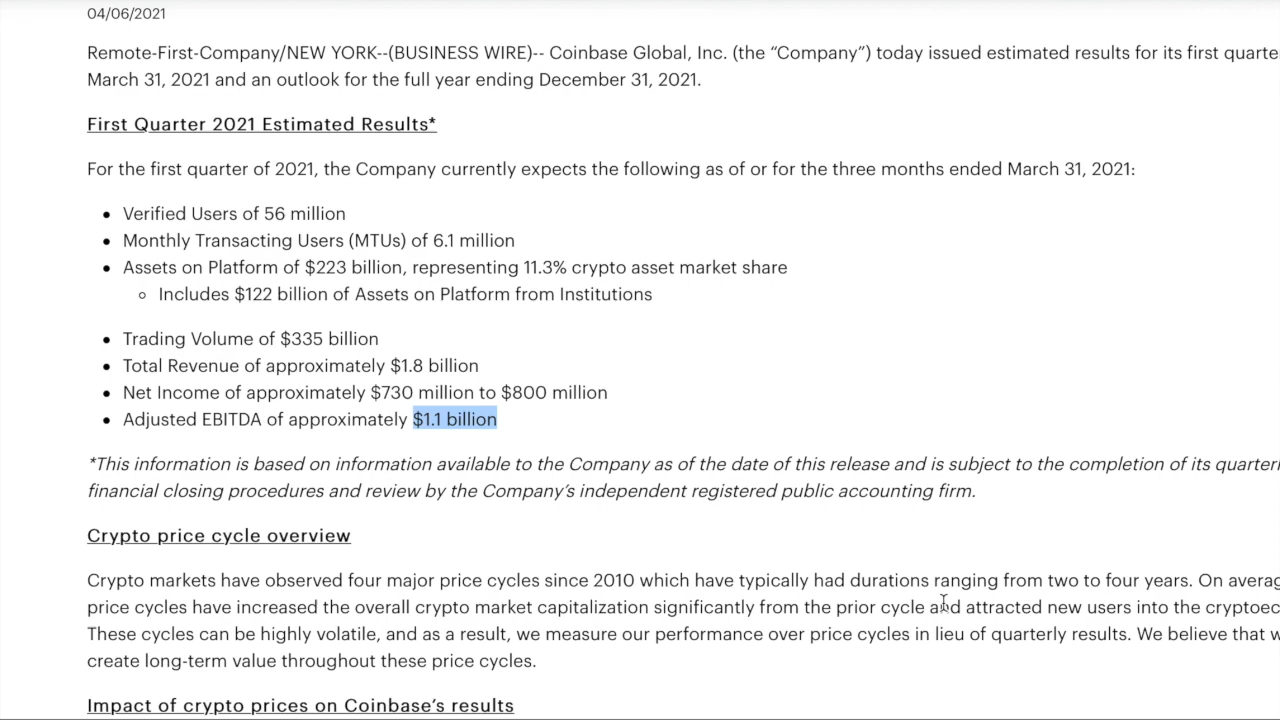 04/06/2021
Remote-First-Company/NEW YORK--(BUSINESS WIRE)-- Coinbase Global, Inc. (the “Company”) today issued estimated results for its first quarte
March 31, 2021 and an outlook for the full year ending December 31, 2021.
First Quarter 2021 Estimated Results*
For the first quarter of 2021, the Company currently expects the following as of or for the three months ended March 31, 2021:
• Verified Users of 56 million
• Monthly Transacting Users (MTUs) of 6.1 million
• Assets on Platform of $223 billion, representing 11.3% crypto asset market share
◦ Includes $122 billion of Assets on Platform from Institutions
• Trading Volume of $335 billion
• Total Revenue of approximately $1.8 billion
• Net Income of approximately $730 million to $800 million
• Adjusted EBITDA of approximately $1.1 billion
*This information is based on information available to the Company as of the date of this release and is subject to the completion of its quarterl
financial closing procedures and review by the Company’s independent registered public accounting firm.
Crypto price cycle overview
Crypto markets have observed four major price cycles since 2010 which have typically had durations ranging from two to four years. On averag
price cycles have increased the overall crypto market capitalization significantly from the prior cycle and attracted new users into the cryptoec
These cycles can be highly volatile, and as a result, we measure our performance over price cycles in lieu of quarterly results. We believe that w
create long-term value throughout these price cycles.
Impact of crypto prices on Coinbase’s results